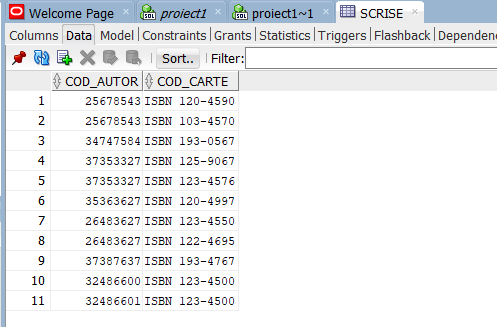 Welcome Page × proiect1 × proiect1~1 × SCRISE ×
Columns Data Model Constraints Grants Statistics Triggers Flashback Dependen
Sort.. Filter:
COD_AUTOR COD_CARTE
1 25678543 ISBN 120-4590
2 25678543 ISBN 103-4570
3 34747584 ISBN 193-0567
4 37353327 ISBN 125-9067
5 37353327 ISBN 123-4576
6 35363627 ISBN 120-4997
7 26483627 ISBN 123-4550
8 26483627 ISBN 122-4695
9 37387637 ISBN 193-4767
10 32486600 ISBN 123-4500
11 32486601 ISBN 123-4500